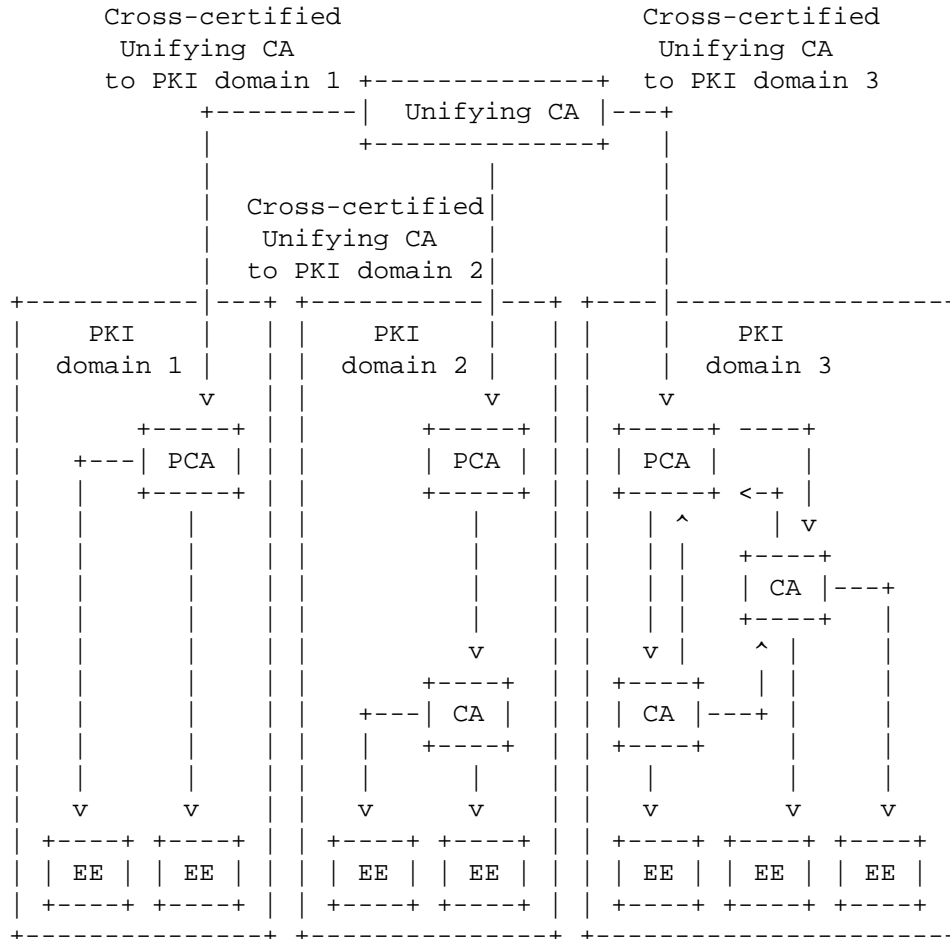 Cross-certified Cross-certified
Unifying CA Unifying CA
to PKI domain 1 to PKI domain 3
Unifying CA
Cross-certified
Unifying CA
to PKI domain 2
PKI PKI PKI
domain 1 domain 2 domain 3
PCA PCA PCA
CA
CA CA
EE EE EE EE EE EE EE